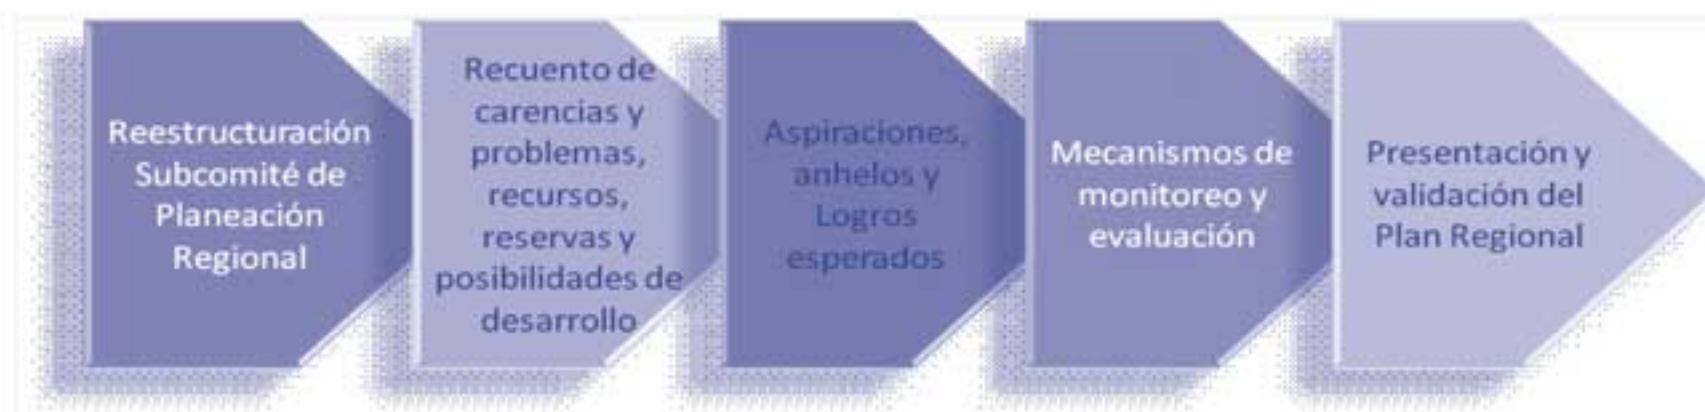 Reestructuración
Subcomité de
Planeación
Regional
Recuento de
carencias y
problemas,
recursos,
reservas y
posibilidades de
desarrollo
Aspiraciones,
anhelos y
Logros
esperados
Mecanismos de
monitoreo y
evaluación
Presentación y
validación del
Plan Regional